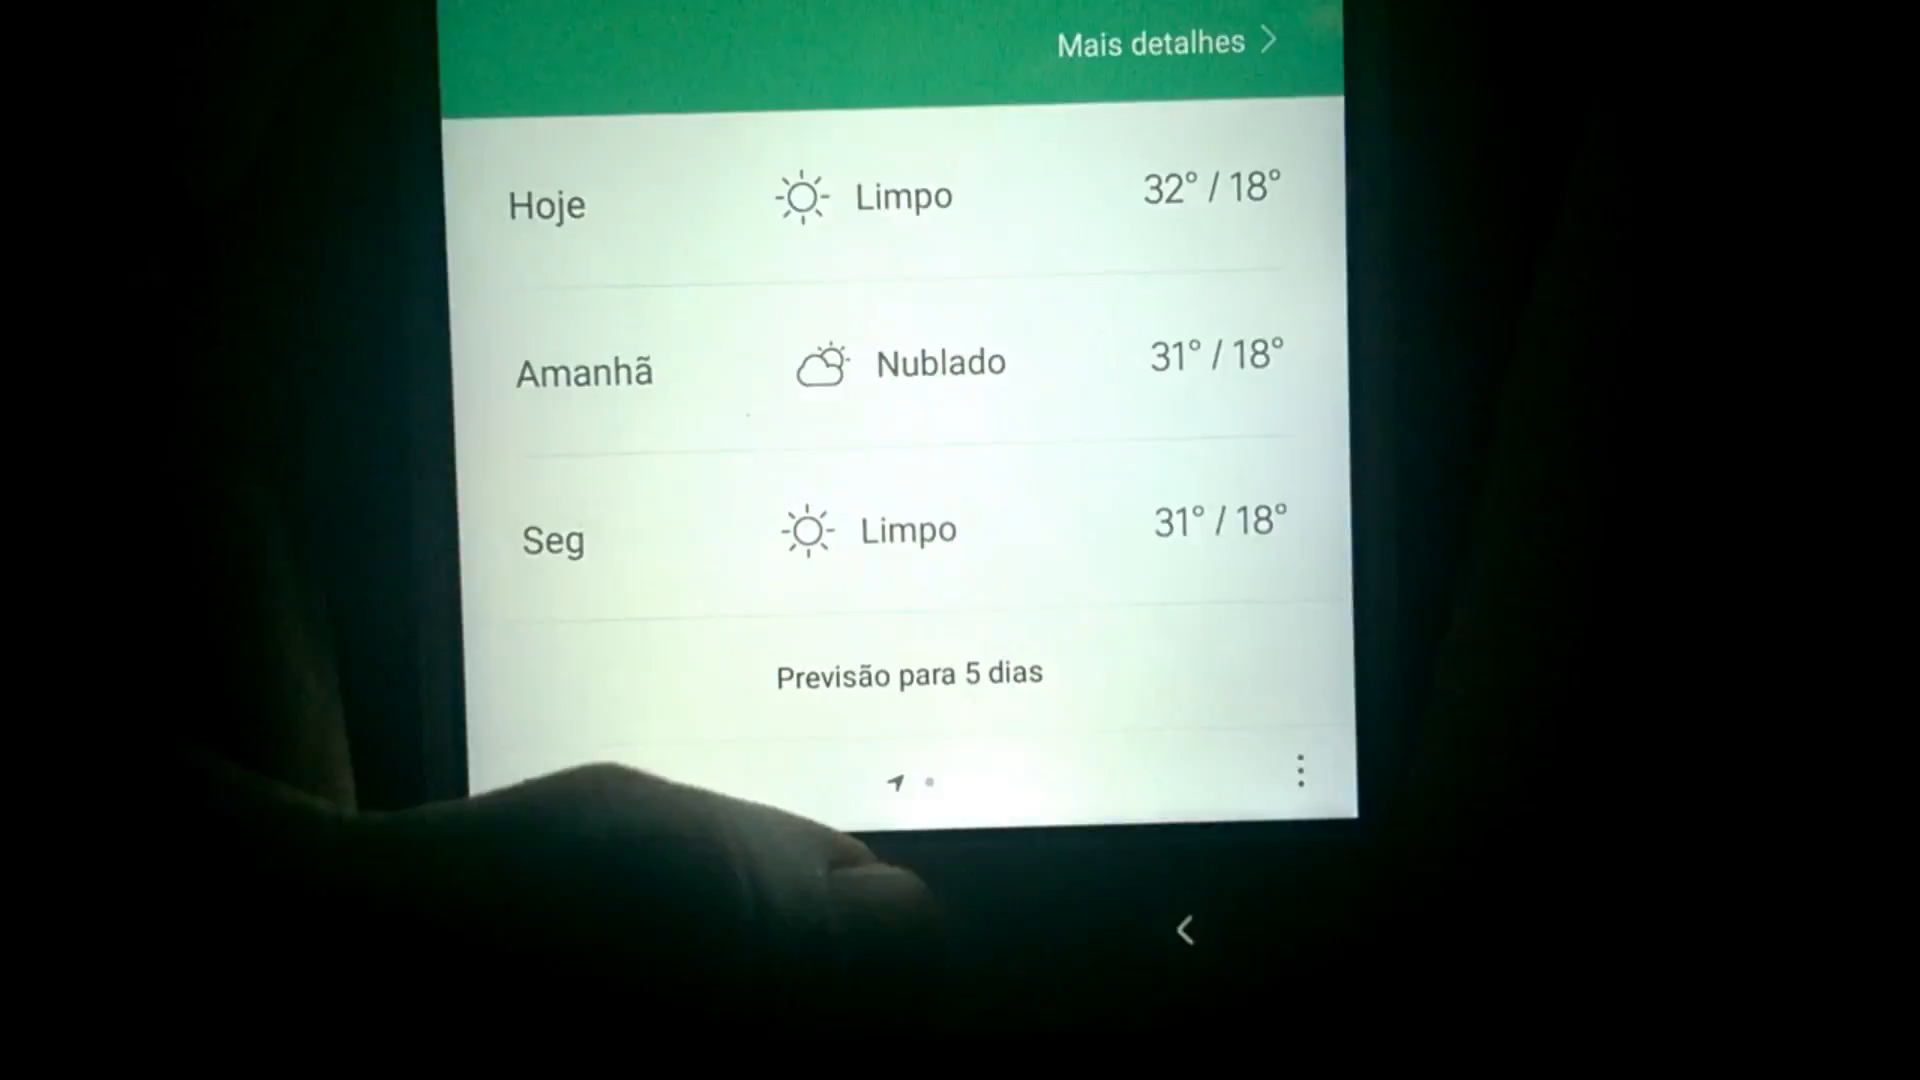 Mais detalhes
Hoje Limpo 32° / 18°
Amanhã Nublado 31° / 18°
Seg Limpo 31° / 18°
Previsão para 5 dias